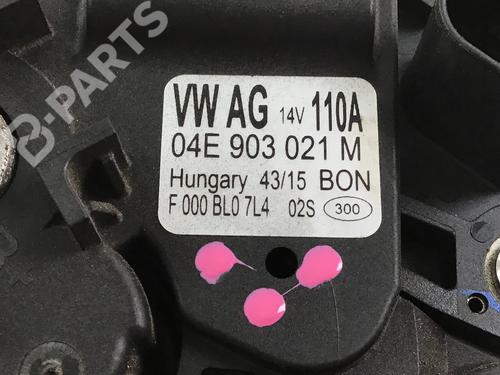 B-PARTS
VW AG 14V 110A
04E 903 021 M
Hungary 43/15 BON
F 000 BL0 7L4 02S 300